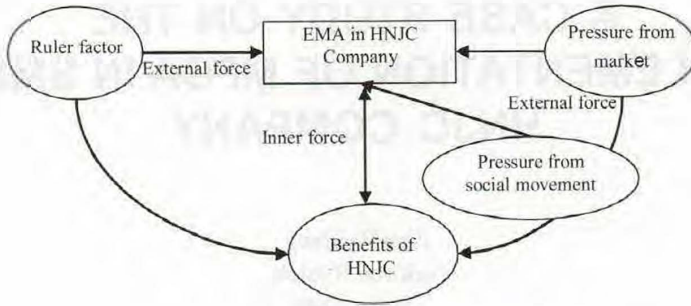 Ruler factor
EMA in HNJC
Company
Pressure from
market
External force
External force
Inner force
Pressure from
social movement
Benefits of
HNJC